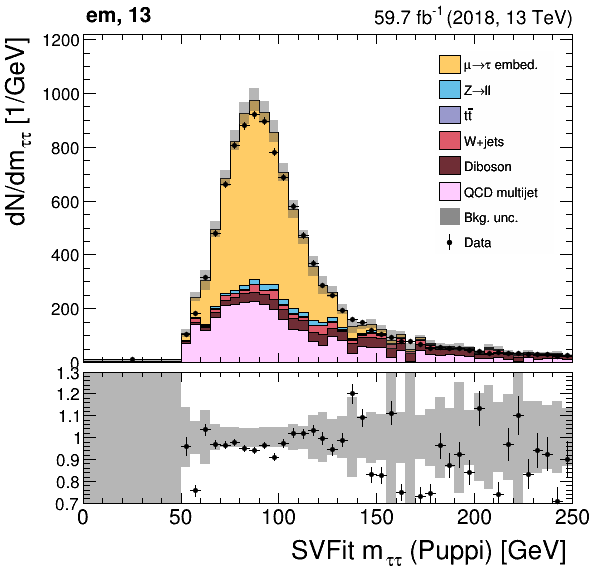 em, 13
59.7 fb⁻¹ (2018, 13 TeV)
dN/dmττ [1/GeV]
1200
1000
800
600
400
200
0
μ→τ embed.
Z→ll
tt̄
W+jets
Diboson
QCD multijet
Bkg. unc.
Data
1.3
1.2
1.1
1
0.9
0.8
0.7
0 50 100 150 200 250
SVFit mττ (Puppi) [GeV]